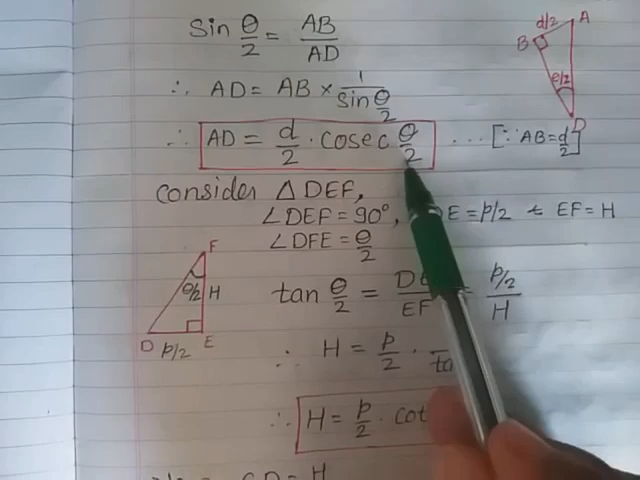 sin θ/2 = AB/AD
∴ AD = AB × 1/sin θ/2
∴ AD = d/2 · cosec θ/2 ... [∵ AB = d/2]
d/2 A
B
θ/2
D
consider △ DEF,
∠DEF = 90°, E = P/2 & EF = H
∠DFE = θ/2
F
θ/2 H
D E
P/2
tan θ/2 = /EF = P/2/H
∴ H = P/2 ·
∴ H = P/2 · cot